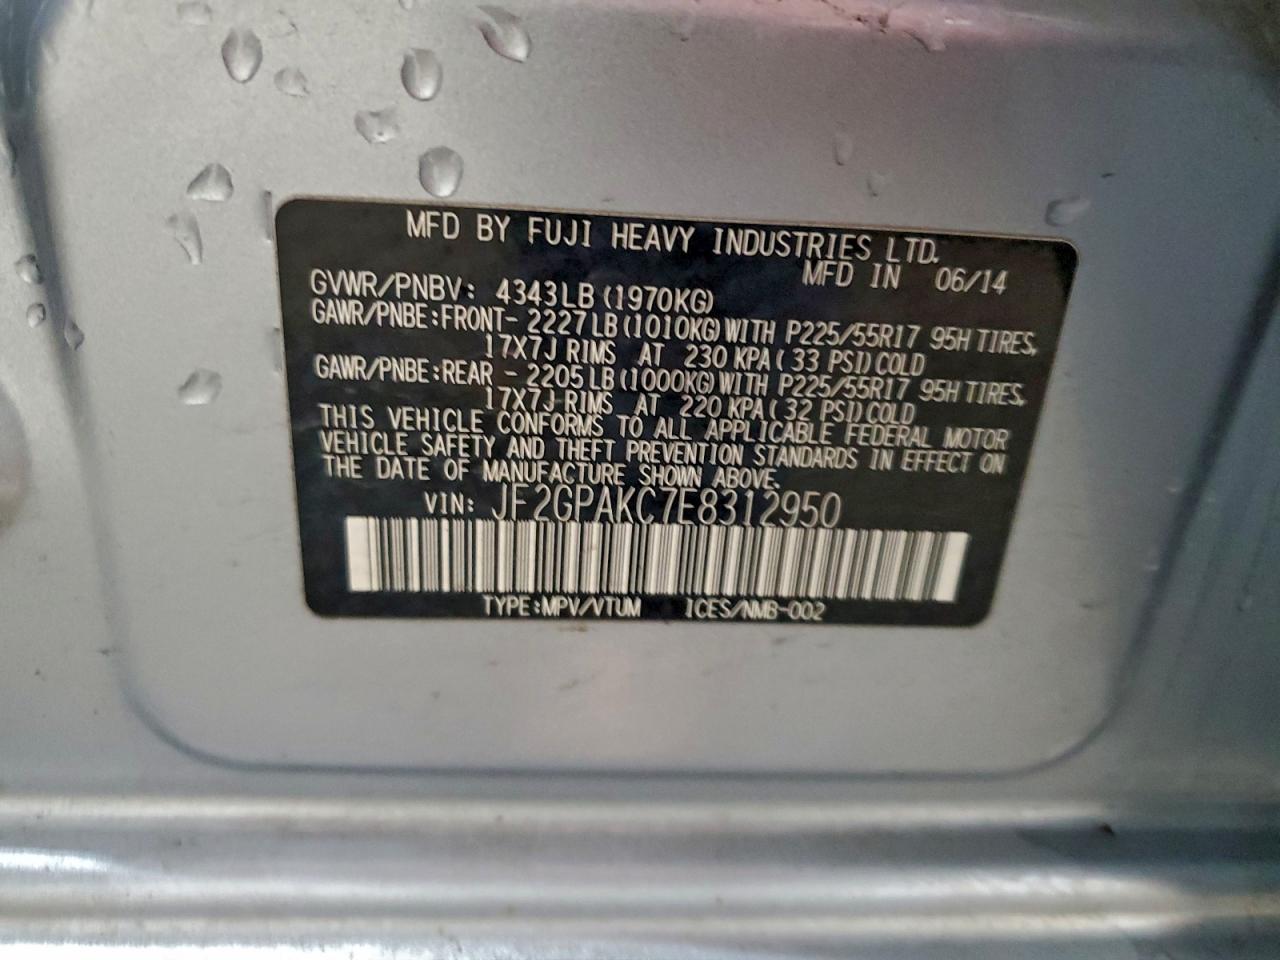 MFD BY FUJI HEAVY INDUSTRIES LTD.
MFD IN 06/14
GVWR/PNBV: 4343LB (1970KG)
GAWR/PNBE:FRONT- 2227LB(1010KG)WITH P225/55R17 95H TIRES,
17X7J RIMS AT 230 KPA(33 PSI)COLD
GAWR/PNBE:REAR - 2205LB(1000KG)WITH P225/55R17 95H TIRES,
17X7J RIMS AT 220 KPA(32 PSI)COLD
THIS VEHICLE CONFORMS TO ALL APPLICABLE FEDERAL MOTOR
VEHICLE SAFETY AND THEFT PREVENTION STANDARDS IN EFFECT ON
THE DATE OF MANUFACTURE SHOWN ABOVE.
VIN: JF2GPAKC7E8312950
TYPE:MPV/VTUM ICES/NMB-002